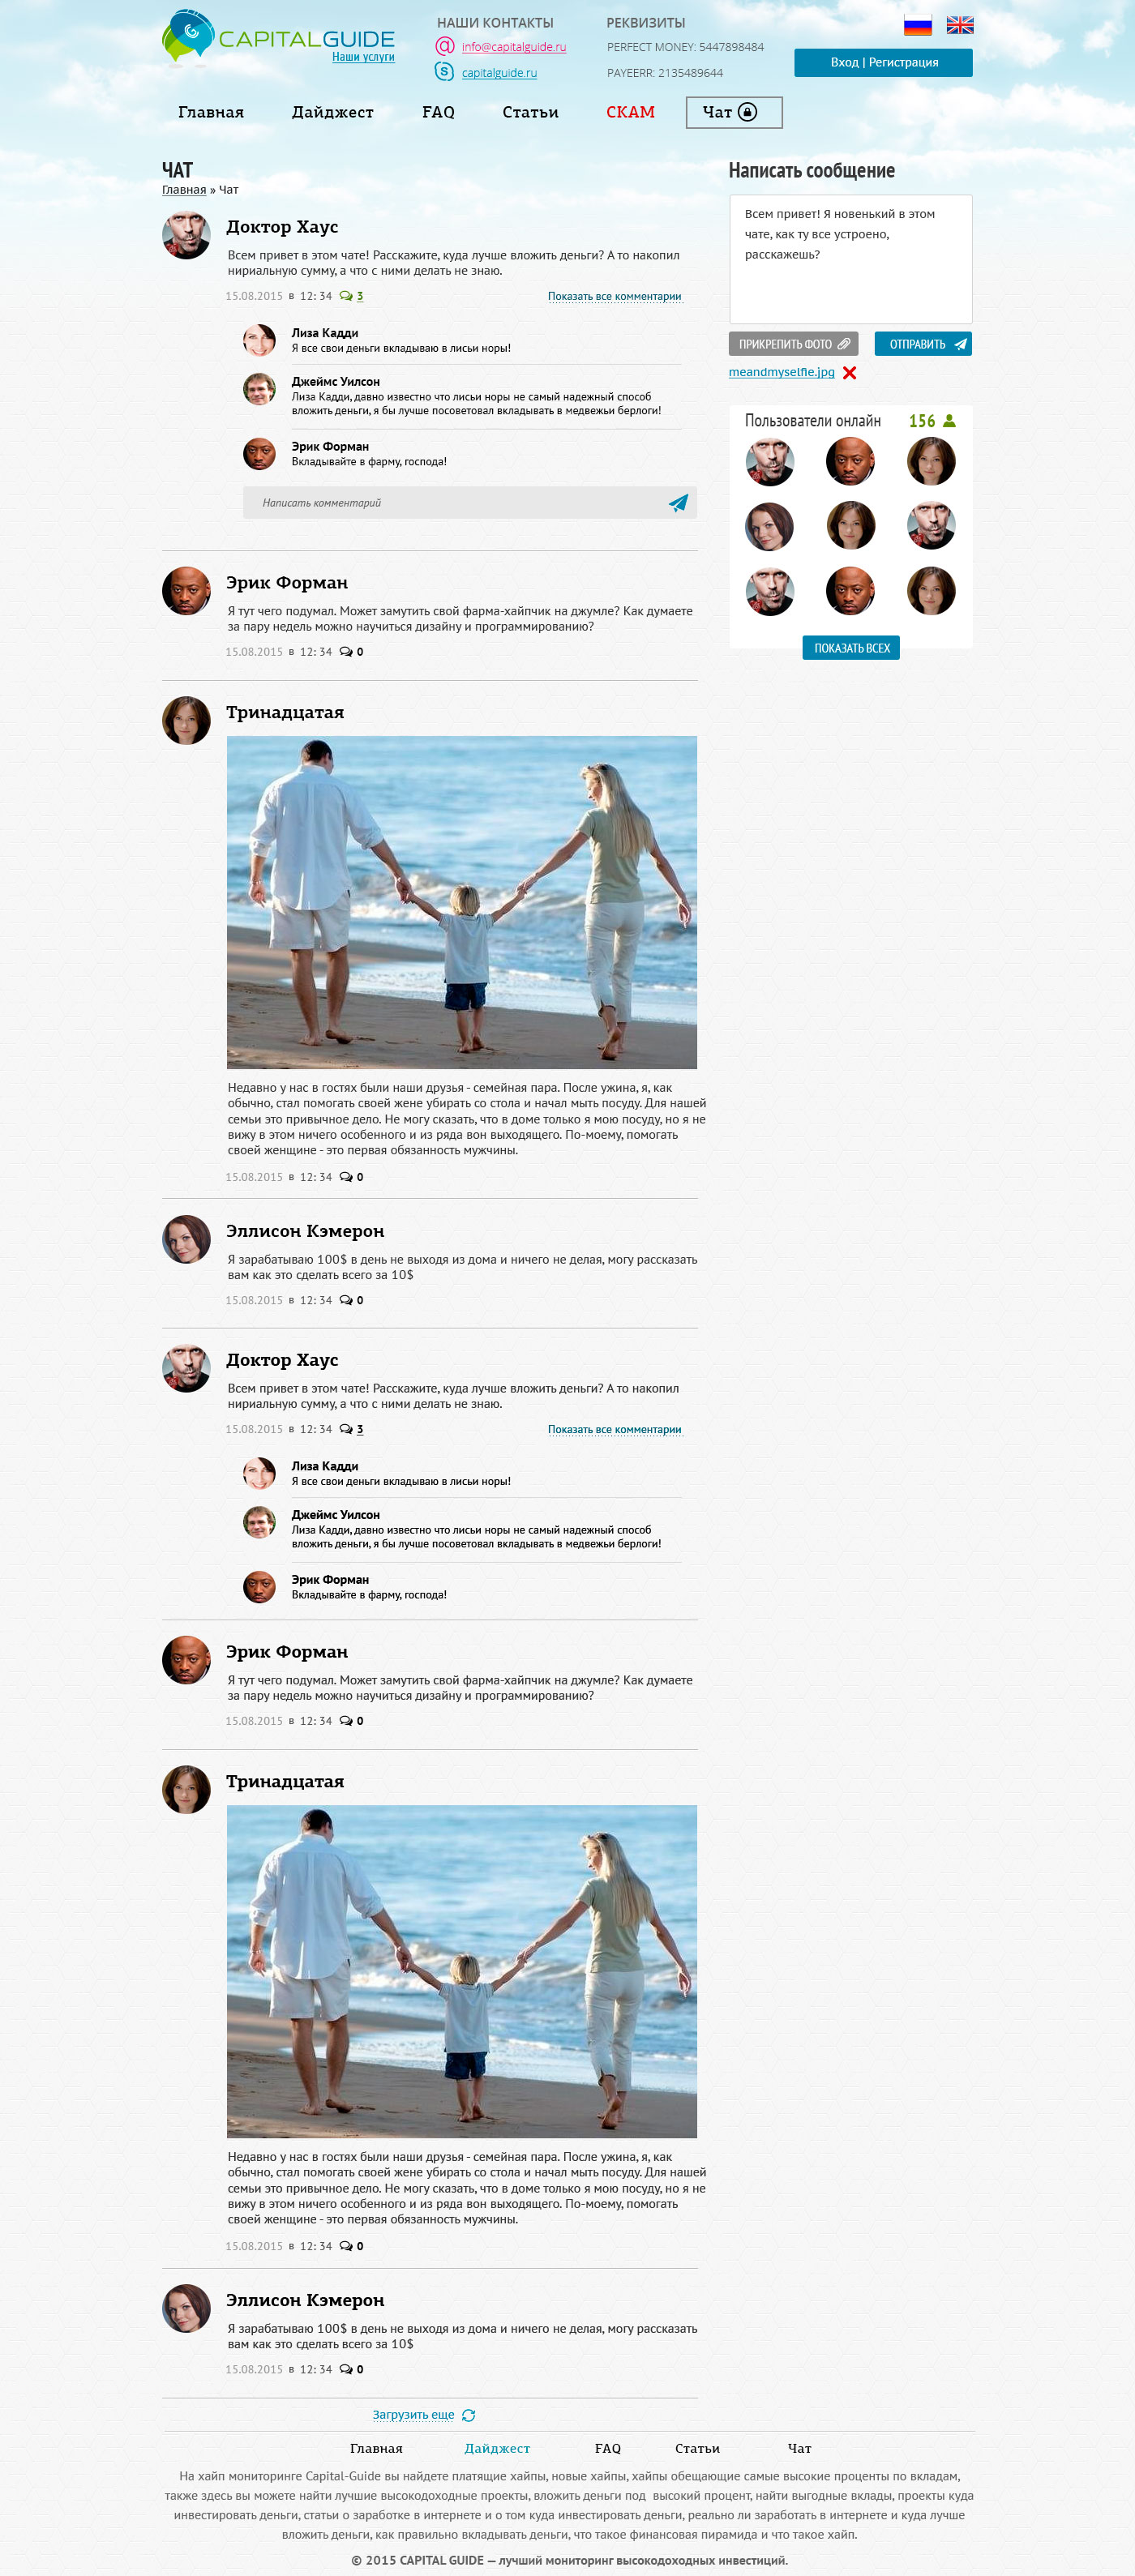 CAPITALGUIDE
Наши услуги
НАШИ КОНТАКТЫ
info@capitalguide.ru
capitalguide.ru
РЕКВИЗИТЫ
PERFECT MONEY: 5447898484
PAYEERR: 2135489644
Вход | Регистрация
Главная
Дайджест
FAQ
Статьи
СКАМ
Чат
ЧАТ
Главная » Чат
Доктор Хаус
Всем привет в этом чате! Расскажите, куда лучше вложить деньги? А то накопил
нириальную сумму, а что с ними делать не знаю.
15.08.2015 в 12: 34 3
Показать все комментарии
Лиза Кадди
Я все свои деньги вкладываю в лисьи норы!
Джеймс Уилсон
Лиза Кадди, давно известно что лисьи норы не самый надежный способ
вложить деньги, я бы лучше посоветовал вкладывать в медвежьи берлоги!
Эрик Форман
Вкладывайте в фарму, господа!
Написать комментарий
Эрик Форман
Я тут чего подумал. Может замутить свой фарма-хайпчик на джумле? Как думаете
за пару недель можно научиться дизайну и программированию?
15.08.2015 в 12: 34 0
Тринадцатая
Недавно у нас в гостях были наши друзья - семейная пара. После ужина, я, как
обычно, стал помогать своей жене убирать со стола и начал мыть посуду. Для нашей
семьи это привычное дело. Не могу сказать, что в доме только я мою посуду, но я не
вижу в этом ничего особенного и из ряда вон выходящего. По-моему, помогать
своей женщине - это первая обязанность мужчины.
15.08.2015 в 12: 34 0
Эллисон Кэмерон
Я зарабатываю 100$ в день не выходя из дома и ничего не делая, могу рассказать
вам как это сделать всего за 10$
15.08.2015 в 12: 34 0
Доктор Хаус
Всем привет в этом чате! Расскажите, куда лучше вложить деньги? А то накопил
нириальную сумму, а что с ними делать не знаю.
15.08.2015 в 12: 34 3
Показать все комментарии
Лиза Кадди
Я все свои деньги вкладываю в лисьи норы!
Джеймс Уилсон
Лиза Кадди, давно известно что лисьи норы не самый надежный способ
вложить деньги, я бы лучше посоветовал вкладывать в медвежьи берлоги!
Эрик Форман
Вкладывайте в фарму, господа!
Эрик Форман
Я тут чего подумал. Может замутить свой фарма-хайпчик на джумле? Как думаете
за пару недель можно научиться дизайну и программированию?
15.08.2015 в 12: 34 0
Тринадцатая
Недавно у нас в гостях были наши друзья - семейная пара. После ужина, я, как
обычно, стал помогать своей жене убирать со стола и начал мыть посуду. Для нашей
семьи это привычное дело. Не могу сказать, что в доме только я мою посуду, но я не
вижу в этом ничего особенного и из ряда вон выходящего. По-моему, помогать
своей женщине - это первая обязанность мужчины.
15.08.2015 в 12: 34 0
Эллисон Кэмерон
Я зарабатываю 100$ в день не выходя из дома и ничего не делая, могу рассказать
вам как это сделать всего за 10$
15.08.2015 в 12: 34 0
Загрузить еще
Написать сообщение
Всем привет! Я новенький в этом
чате, как ту все устроено,
расскажешь?
ПРИКРЕПИТЬ ФОТО
ОТПРАВИТЬ
meandmyselfie.jpg
Пользователи онлайн 156
ПОКАЗАТЬ ВСЕХ
Главная
Дайджест
FAQ
Статьи
Чат
На хайп мониторинге Capital-Guide вы найдете платящие хайпы, новые хайпы, хайпы обещающие самые высокие проценты по вкладам,
также здесь вы можете найти лучшие высокодоходные проекты, вложить деньги под высокий процент, найти выгодные вклады, проекты куда
инвестировать деньги, статьи о заработке в интернете и о том куда инвестировать деньги, реально ли заработать в интернете и куда лучше
вложить деньги, как правильно вкладывать деньги, что такое финансовая пирамида и что такое хайп.
© 2015 CAPITAL GUIDE — лучший мониторинг высокодоходных инвестиций.